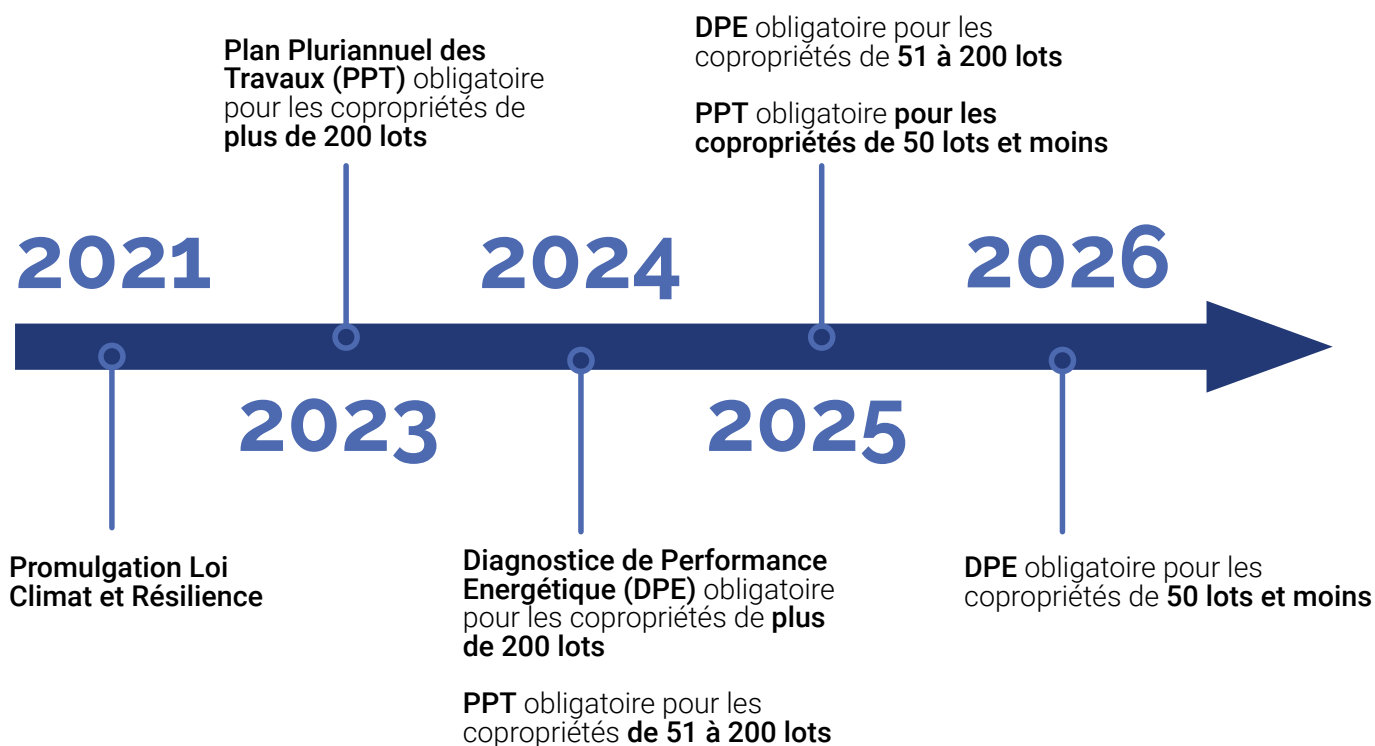 Plan Pluriannuel des
Travaux (PPT) obligatoire
pour les copropriétés de
plus de 200 lots
DPE obligatoire pour les
copropriétés de 51 à 200 lots
PPT obligatoire pour les
copropriétés de 50 lots et moins
2021
2024
2026
2023
2025
Promulgation Loi
Climat et Résilience
Diagnostice de Performance
Energétique (DPE) obligatoire
pour les copropriétés de plus
de 200 lots
PPT obligatoire pour les
copropriétés de 51 à 200 lots
DPE obligatoire pour les
copropriétés de 50 lots et moins